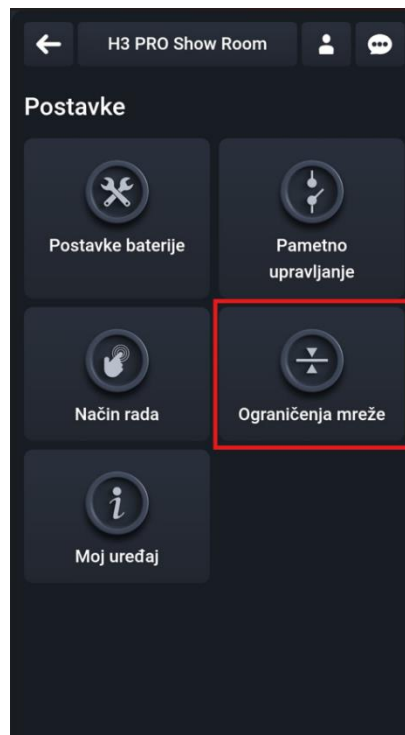 H3 PRO Show Room
Postavke
Postavke baterije
Pametno
upravljanje
Način rada
Ograničenja mreže
Moj uređaj